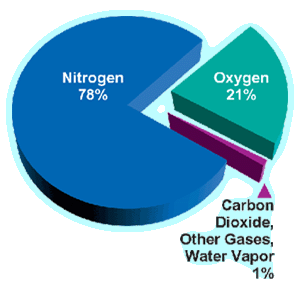 Nitrogen
78%
Oxygen
21%
Carbon
Dioxide,
Other Gases,
Water Vapor
1%